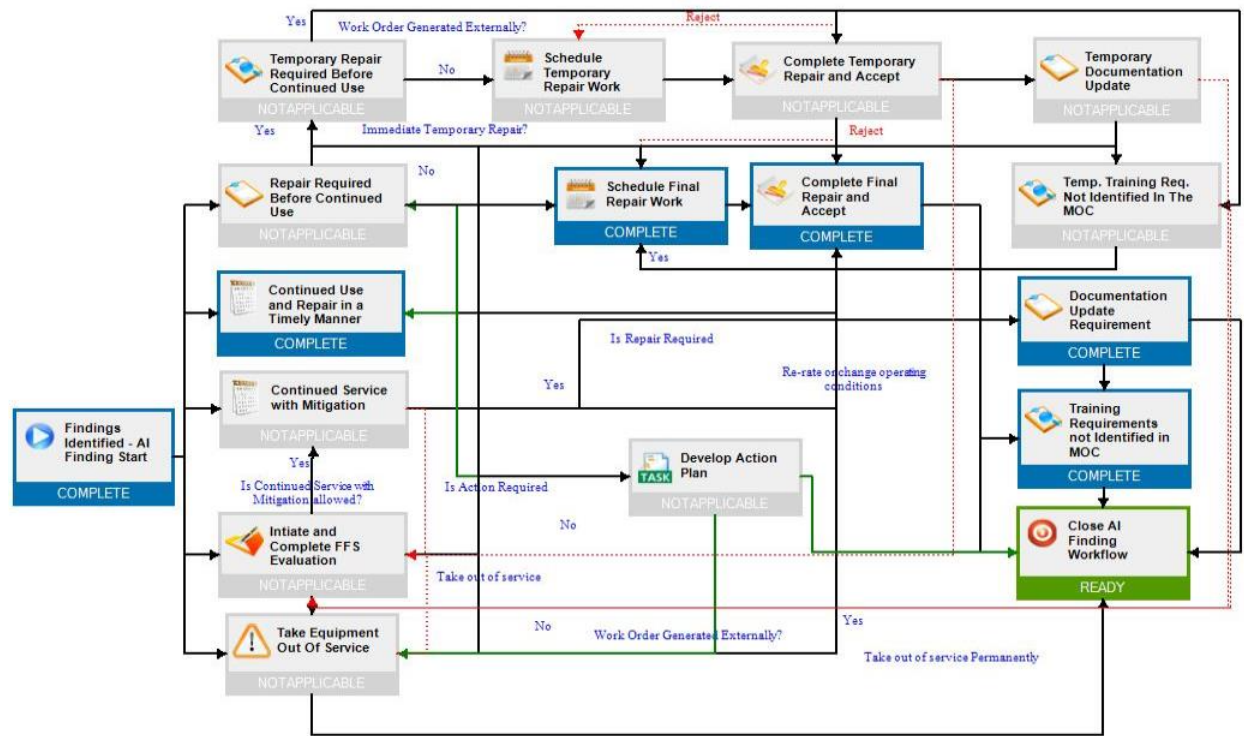 Yes
Work Order Generated Externally?
Reject
Temporary Repair
Required Before
Continued Use
NOTAPPLICABLE
No
Schedule
Temporary
Repair Work
NOTAPPLICABLE
Complete Temporary
Repair and Accept
NOTAPPLICABLE
Temporary
Documentation
Update
NOTAPPLICABLE
Yes
Immediate Temporary Repair?
Reject
Repair Required
Before Continued
Use
NOTAPPLICABLE
No
Schedule Final
Repair Work
COMPLETE
Complete Final
Repair and
Accept
COMPLETE
Temp. Training Req.
Not Identified In The
MOC
NOTAPPLICABLE
Yes
Continued Use
and Repair in a
Timely Manner
COMPLETE
Documentation
Update
Requirement
COMPLETE
Is Repair Required
Continued Service
with Mitigation
NOTAPPLICABLE
Yes
Re-rate or change operating
conditions
Findings
Identified - AI
Finding Start
COMPLETE
Training
Requirements
not Identified in
MOC
COMPLETE
Yes
Is Continued Service with
Mitigation allowed?
Is Action Required
Develop Action
Plan
TASK
NOTAPPLICABLE
Intiate and
Complete FFS
Evaluation
NOTAPPLICABLE
No
Take out of service
Close AI
Finding
Workflow
READY
Take Equipment
Out Of Service
NOTAPPLICABLE
No
Work Order Generated Externally?
Yes
Take out of service Permanently